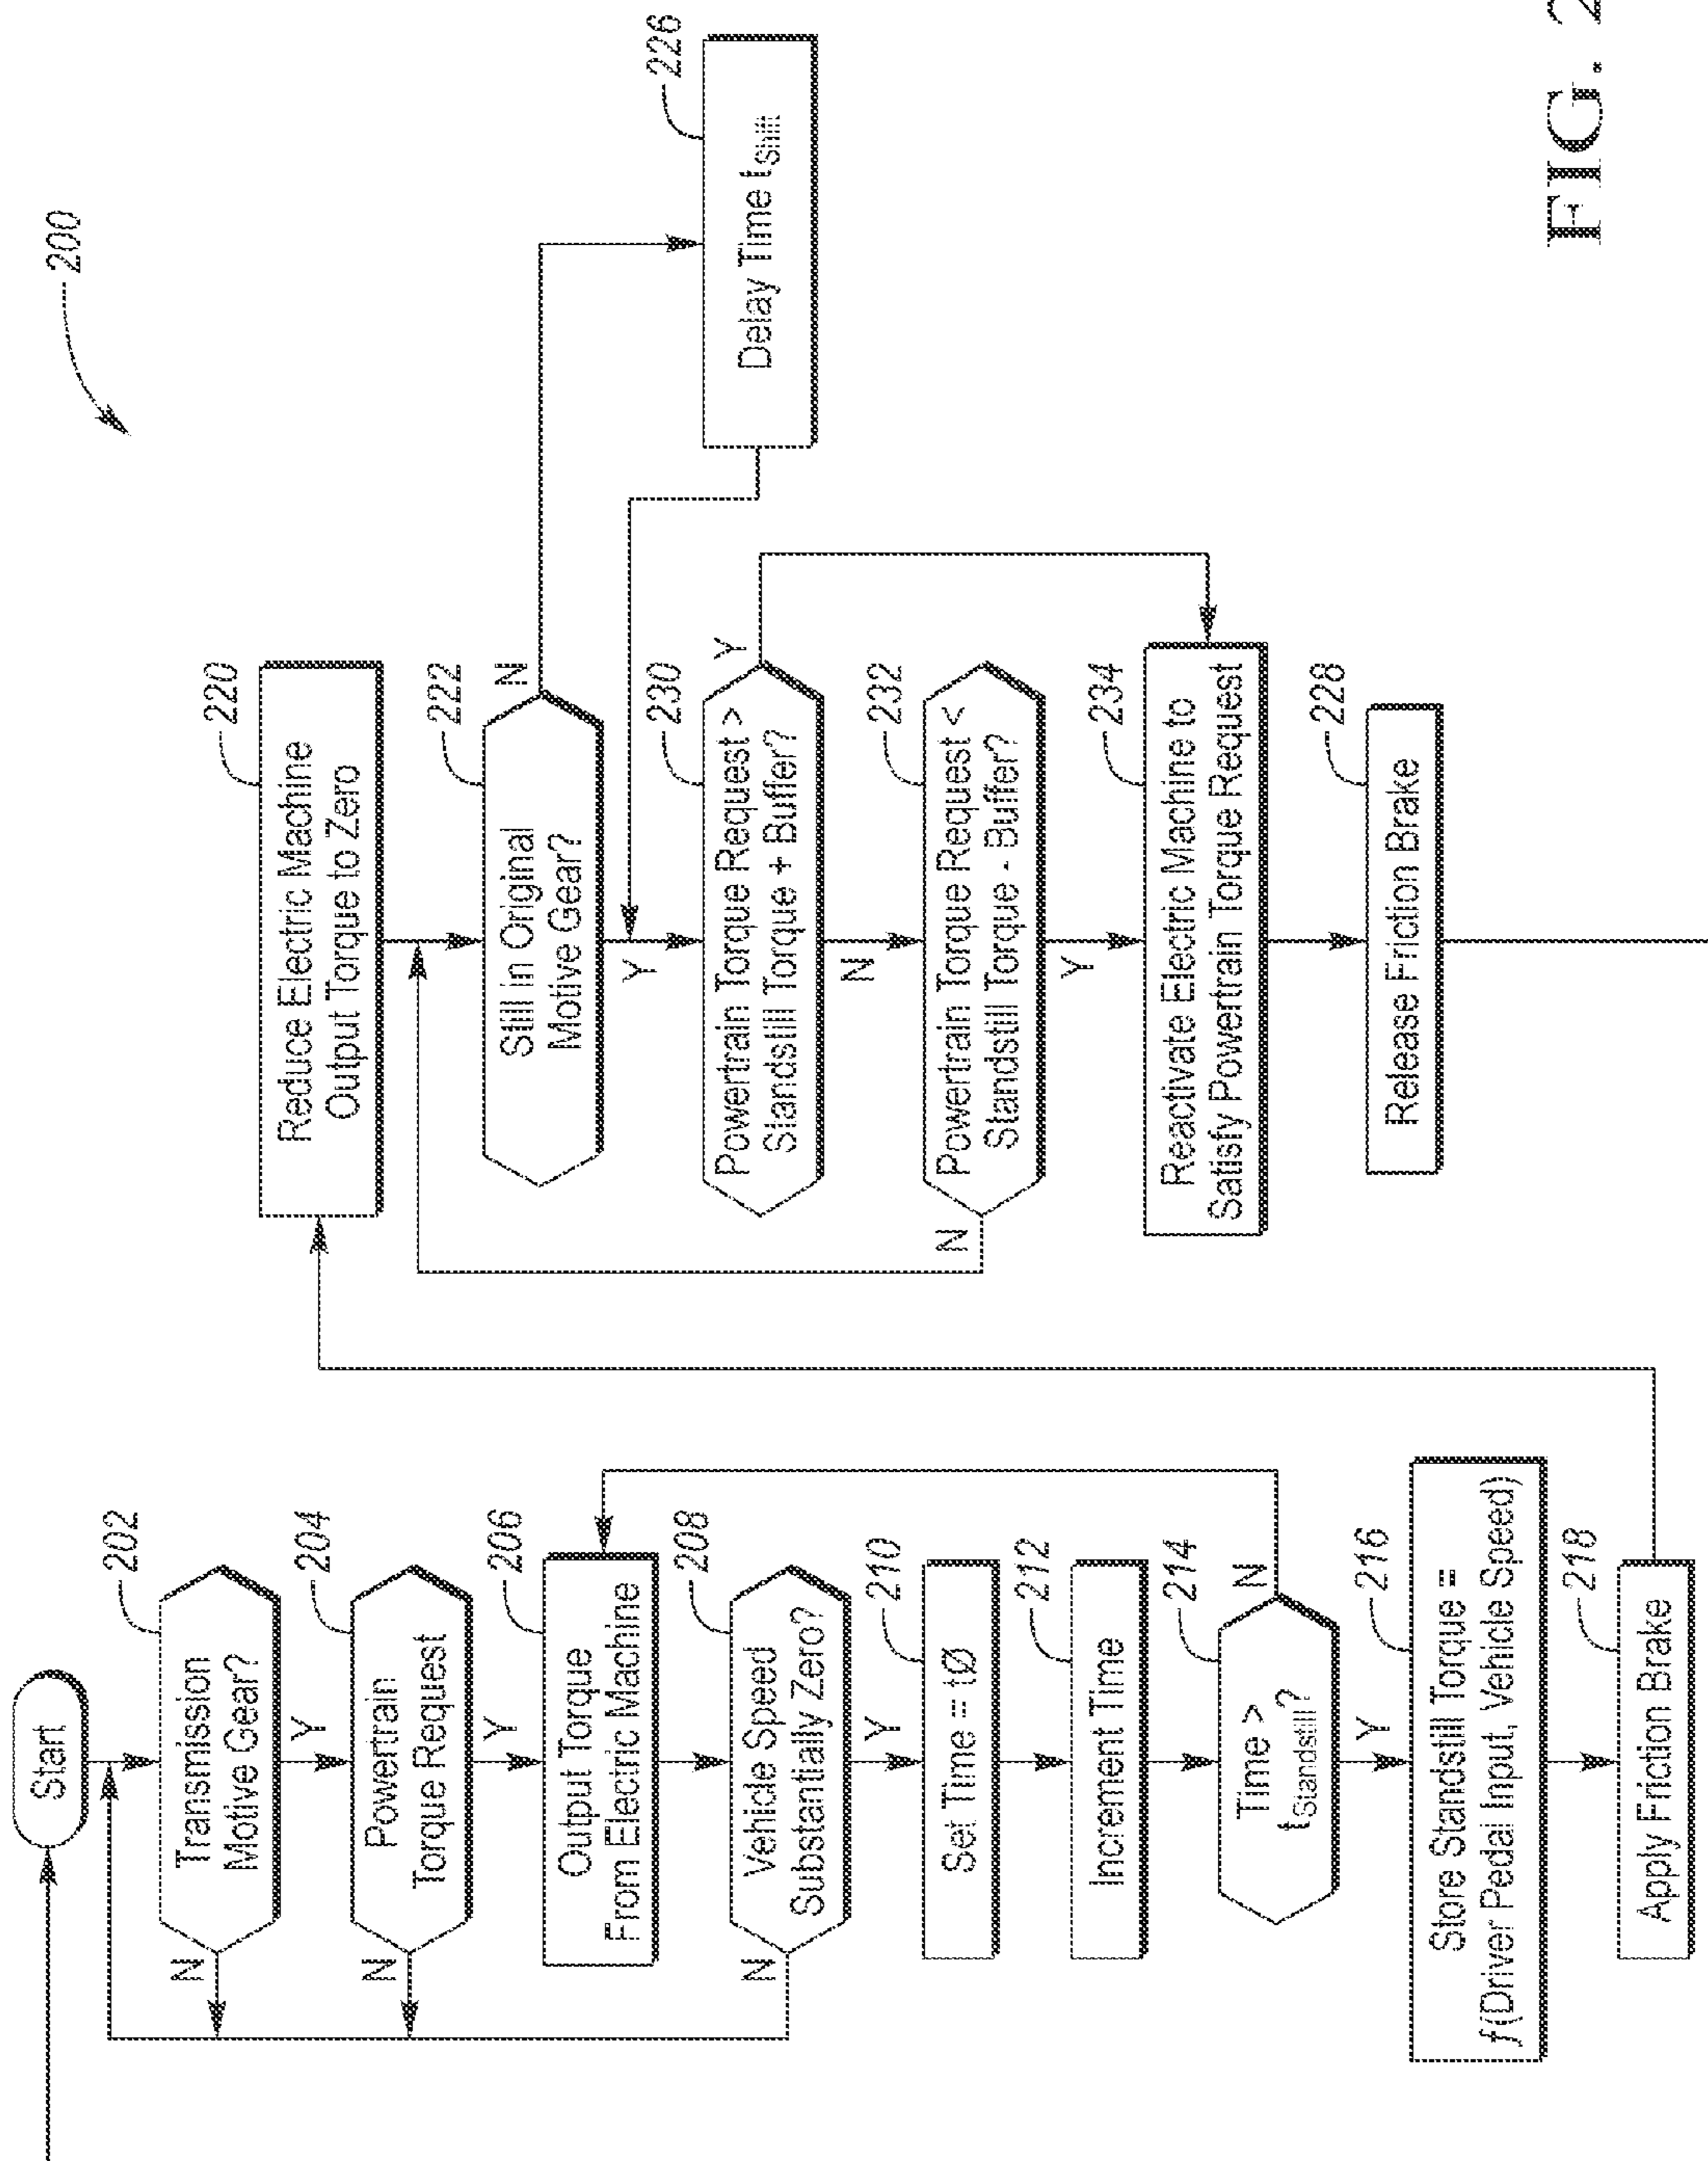 200
Start
202
Transmission
Motive Gear?
N
Y
204
Powertrain
Torque Request
N
Y
206
Output Torque
From Electric Machine
208
Vehicle Speed
Substantially Zero?
N
Y
210
Set Time = tØ
212
Increment Time
214
Time >
tStandstill?
N
Y
216
Store Standstill Torque =
f(Driver Pedal Input, Vehicle Speed)
218
Apply Friction Brake
220
Reduce Electric Machine
Output Torque to Zero
222
Still in Original
Motive Gear?
N
Y
226
Delay Time tShift
230
Powertrain Torque Request >
Standstill Torque + Buffer?
Y
N
232
Powertrain Torque Request <
Standstill Torque - Buffer?
N
Y
234
Reactivate Electric Machine to
Satisfy Powertrain Torque Request
228
Release Friction Brake
FIG. 2